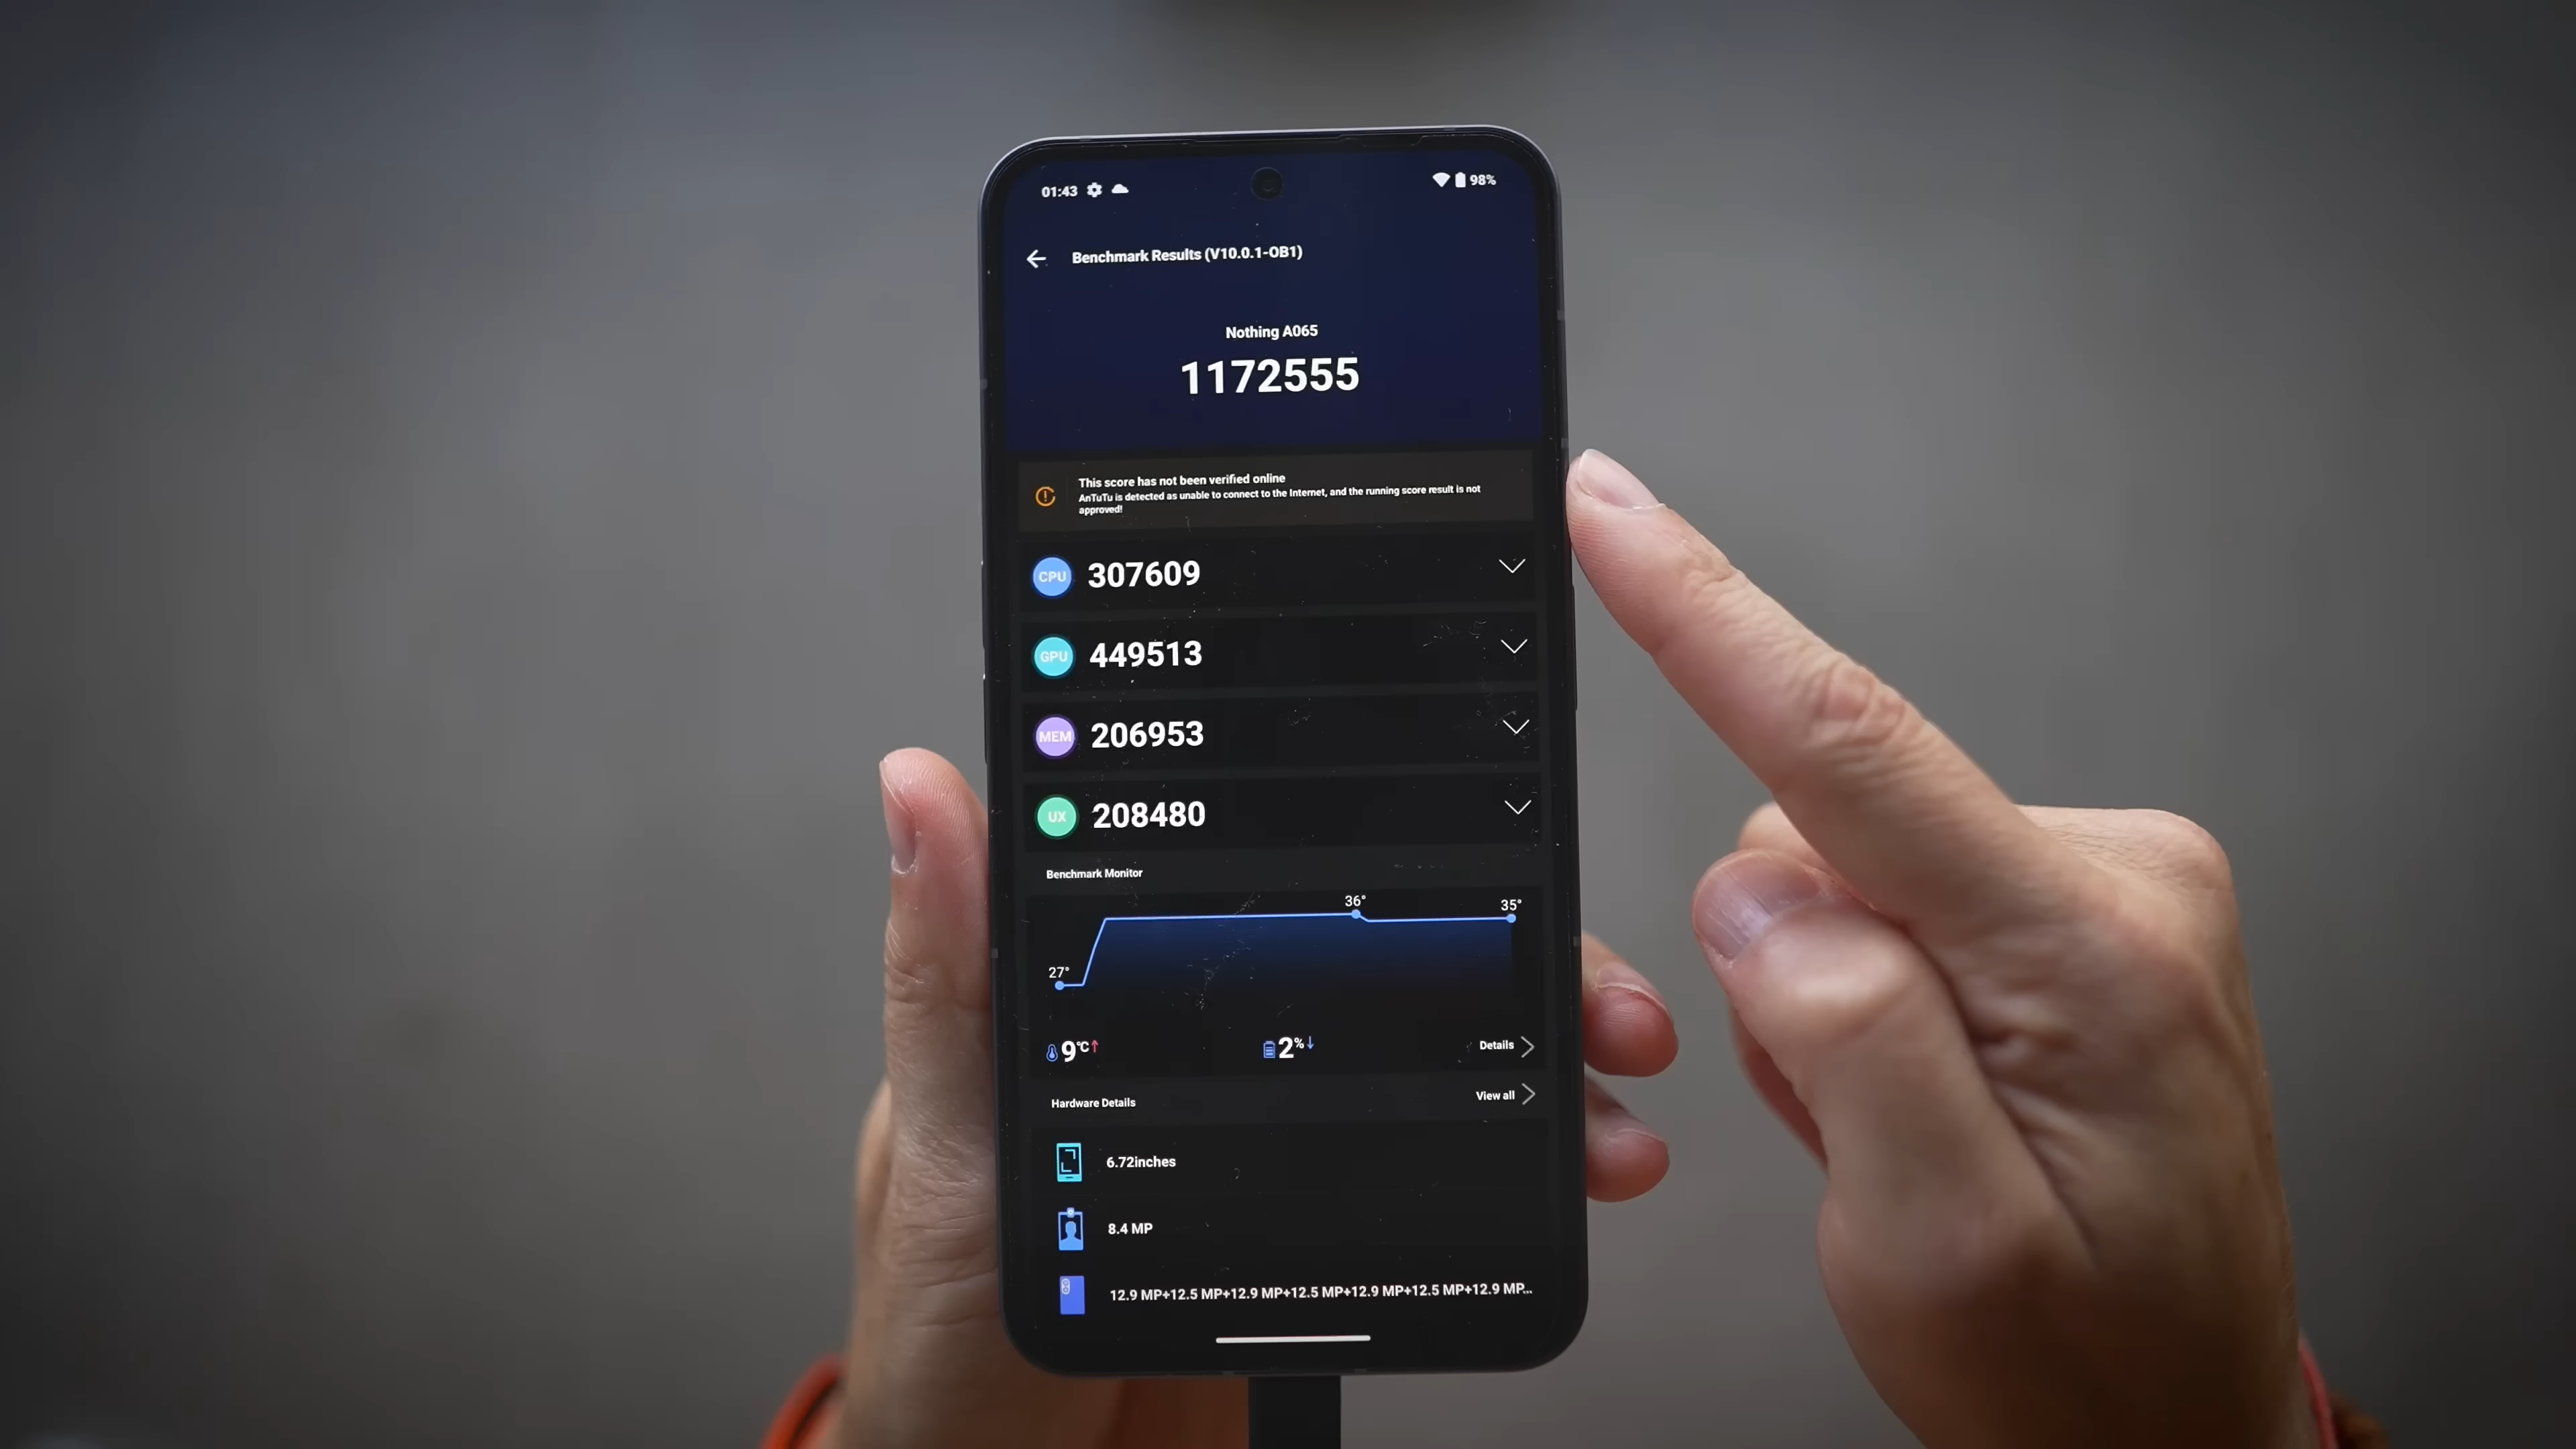 01:43
98%
Benchmark Results (V10.0.1-OB1)
Nothing A065
1172555
This score has not been verified online
AnTuTu is detected as unable to connect to the Internet, and the running score result is not
approved!
CPU 307609
GPU 449513
MEM 206953
UX 208480
Benchmark Monitor
27°
36°
35°
9°C↑
2%↓
Details
Hardware Details
View all
6.72inches
8.4 MP
12.9 MP+12.5 MP+12.9 MP+12.5 MP+12.9 MP+12.5 MP+12.9 MP...